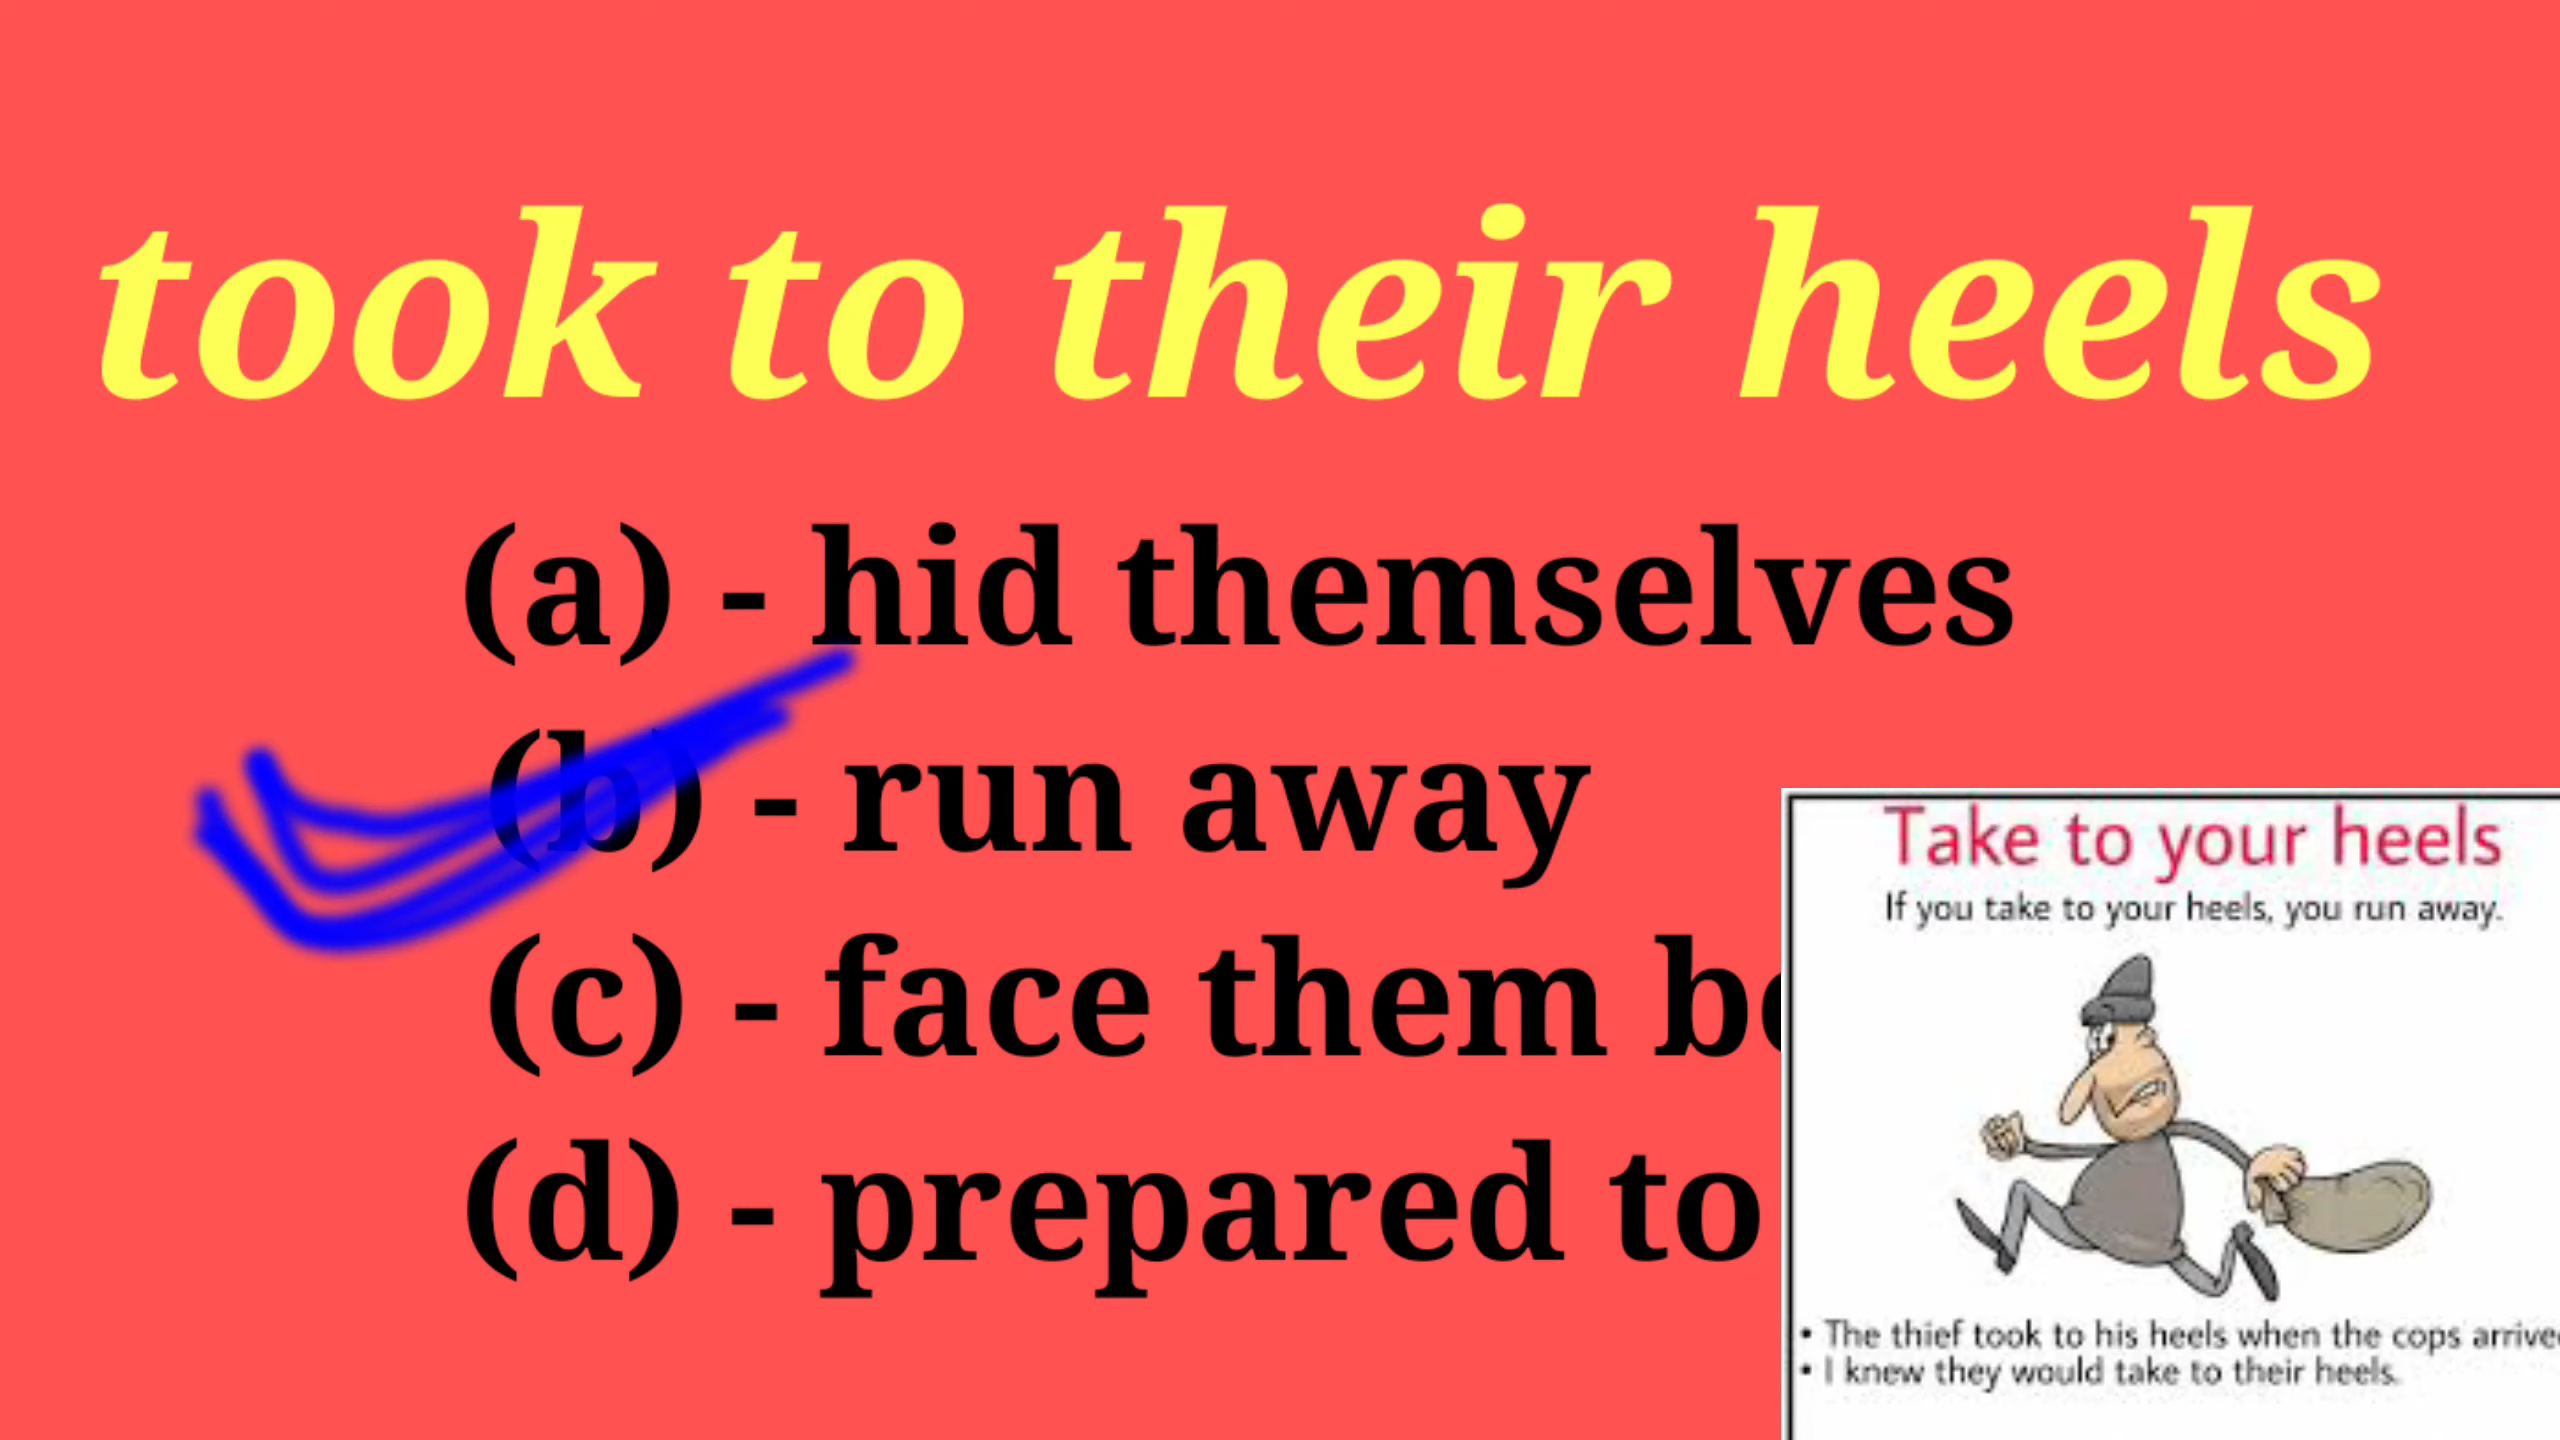 took to their heels
(a) - hid themselves
(b) - run away
(c) - face them
(d) - prepared to
Take to your heels
If you take to your heels, you run away.
• The thief took to his heels when the cops
• I knew they would take to their heels.